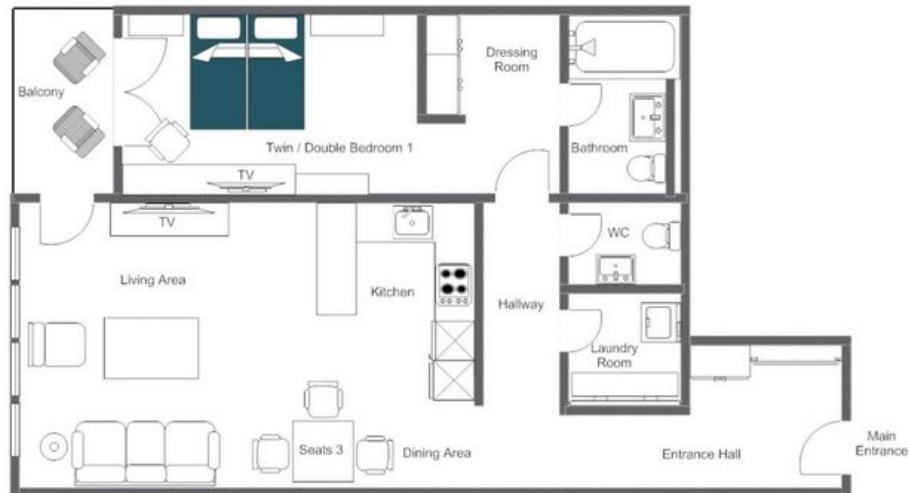 Dressing
Room
Balcony
Twin / Double Bedroom 1
Bathroom
TV
TV
WC
Living Area
Kitchen
Hallway
Laundry
Room
Seats 3
Dining Area
Entrance Hall
Main
Entrance